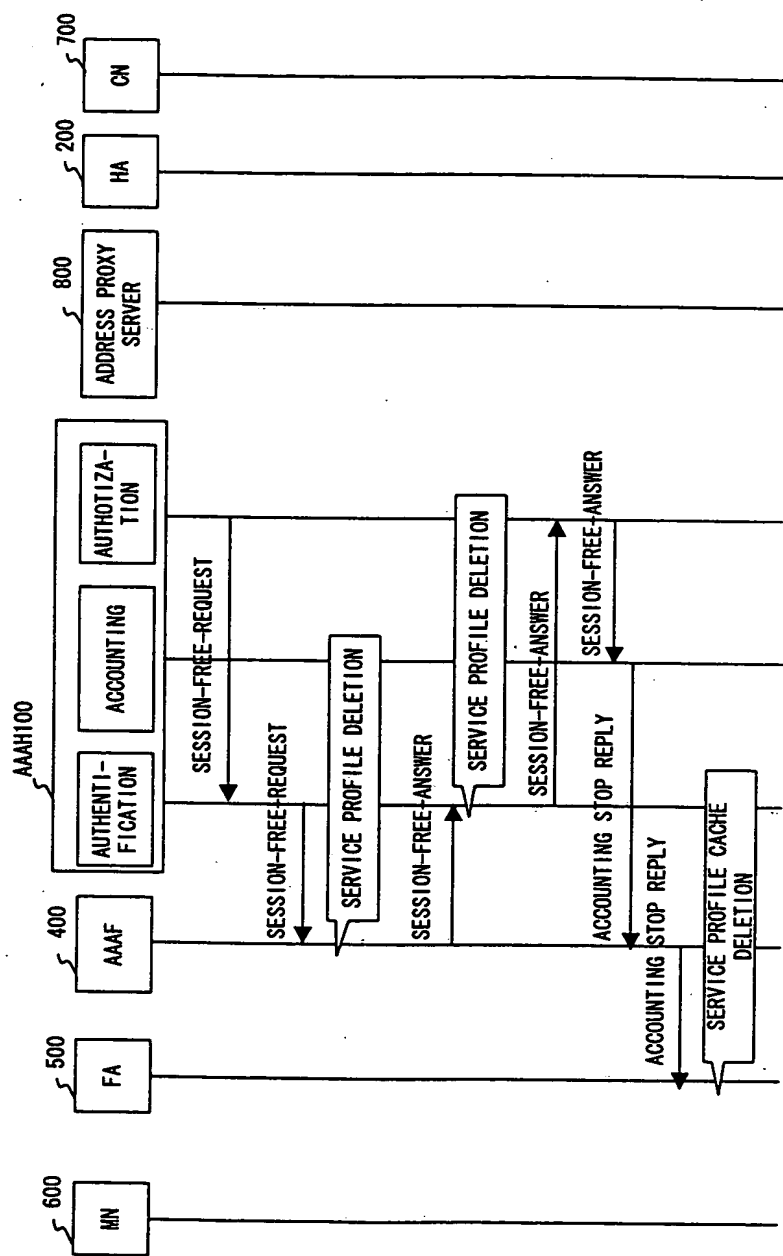 600
MN
500
FA
400
AAAF
AAAH100
AUTHENTI-
FICATION
ACCOUNTING
AUTHOTIZA-
TION
800
ADDRESS PROXY
SERVER
200
HA
700
CN
SESSION-FREE-REQUEST
SESSION-FREE-REQUEST
SERVICE PROFILE DELETION
SESSION-FREE-ANSWER
SERVICE PROFILE DELETION
SESSION-FREE-ANSWER
SESSION-FREE-ANSWER
ACCOUNTING STOP REPLY
ACCOUNTING STOP REPLY
SERVICE PROFILE CACHE
DELETION